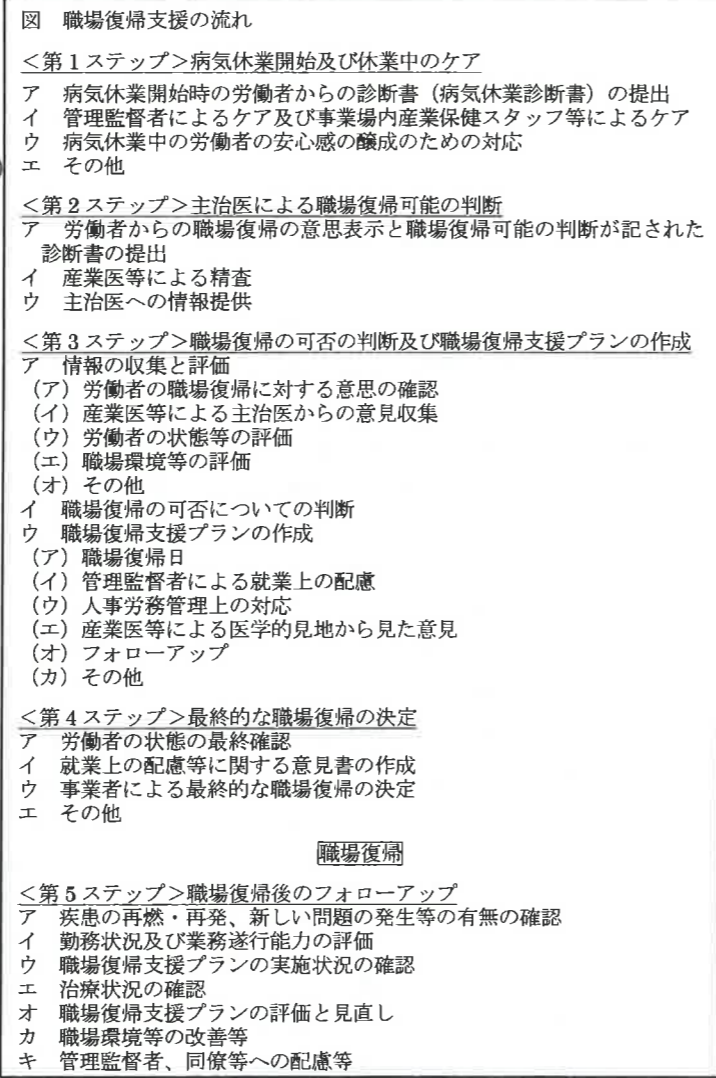 図　職場復帰支援の流れ
＜第1ステップ＞病気休業開始及び休業中のケア
ア　病気休業開始時の労働者からの診断書（病気休業診断書）の提出
イ　管理監督者によるケア及び事業場内産業保健スタッフ等によるケア
ウ　病気休業中の労働者の安心感の醸成のための対応
エ　その他
＜第2ステップ＞主治医による職場復帰可能の判断
ア　労働者からの職場復帰の意思表示と職場復帰可能の判断が記された
診断書の提出
イ　産業医等による精査
ウ　主治医への情報提供
＜第3ステップ＞職場復帰の可否の判断及び職場復帰支援プランの作成
ア　情報の収集と評価
（ア）労働者の職場復帰に対する意思の確認
（イ）産業医等による主治医からの意見収集
（ウ）労働者の状態等の評価
（エ）職場環境等の評価
（オ）その他
イ　職場復帰の可否についての判断
ウ　職場復帰支援プランの作成
（ア）職場復帰日
（イ）管理監督者による就業上の配慮
（ウ）人事労務管理上の対応
（エ）産業医等による医学的見地から見た意見
（オ）フォローアップ
（カ）その他
＜第4ステップ＞最終的な職場復帰の決定
ア　労働者の状態の最終確認
イ　就業上の配慮等に関する意見書の作成
ウ　事業者による最終的な職場復帰の決定
エ　その他
職場復帰
＜第5ステップ＞職場復帰後のフォローアップ
ア　疾患の再燃・再発、新しい問題の発生等の有無の確認
イ　勤務状況及び業務遂行能力の評価
ウ　職場復帰支援プランの実施状況の確認
エ　治療状況の確認
オ　職場復帰支援プランの評価と見直し
カ　職場環境等の改善等
キ　管理監督者、同僚等への配慮等